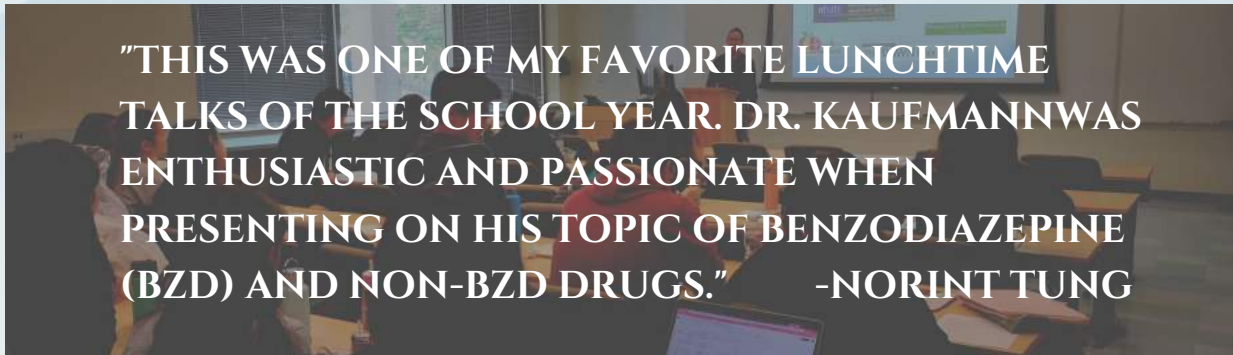 "THIS WAS ONE OF MY FAVORITE LUNCHTIME
TALKS OF THE SCHOOL YEAR. DR. KAUFMANNWAS
ENTHUSIASTIC AND PASSIONATE WHEN
PRESENTING ON HIS TOPIC OF BENZODIAZEPINE
(BZD) AND NON-BZD DRUGS." -NORINT TUNG